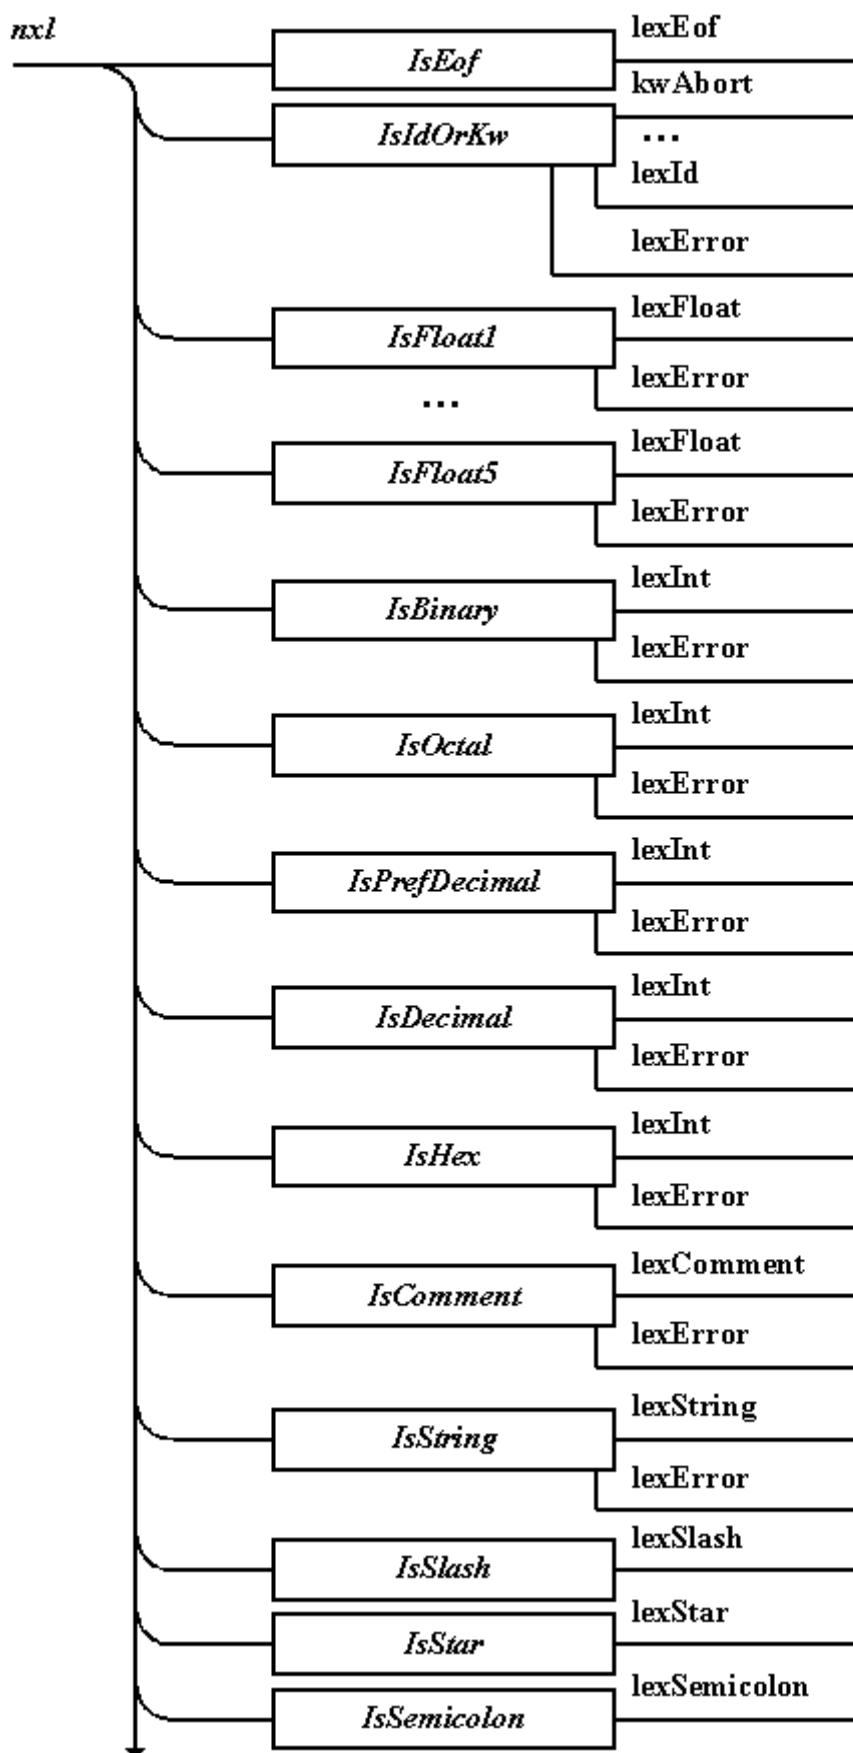 nxl
IsEof
lexEof
kwAbort
IsIdOrKw
...
lexId
lexError
IsFloat1
lexFloat
lexError
...
IsFloat5
lexFloat
lexError
IsBinary
lexInt
lexError
IsOctal
lexInt
lexError
IsPrefDecimal
lexInt
lexError
IsDecimal
lexInt
lexError
IsHex
lexInt
lexError
IsComment
lexComment
lexError
IsString
lexString
lexError
IsSlash
lexSlash
IsStar
lexStar
IsSemicolon
lexSemicolon